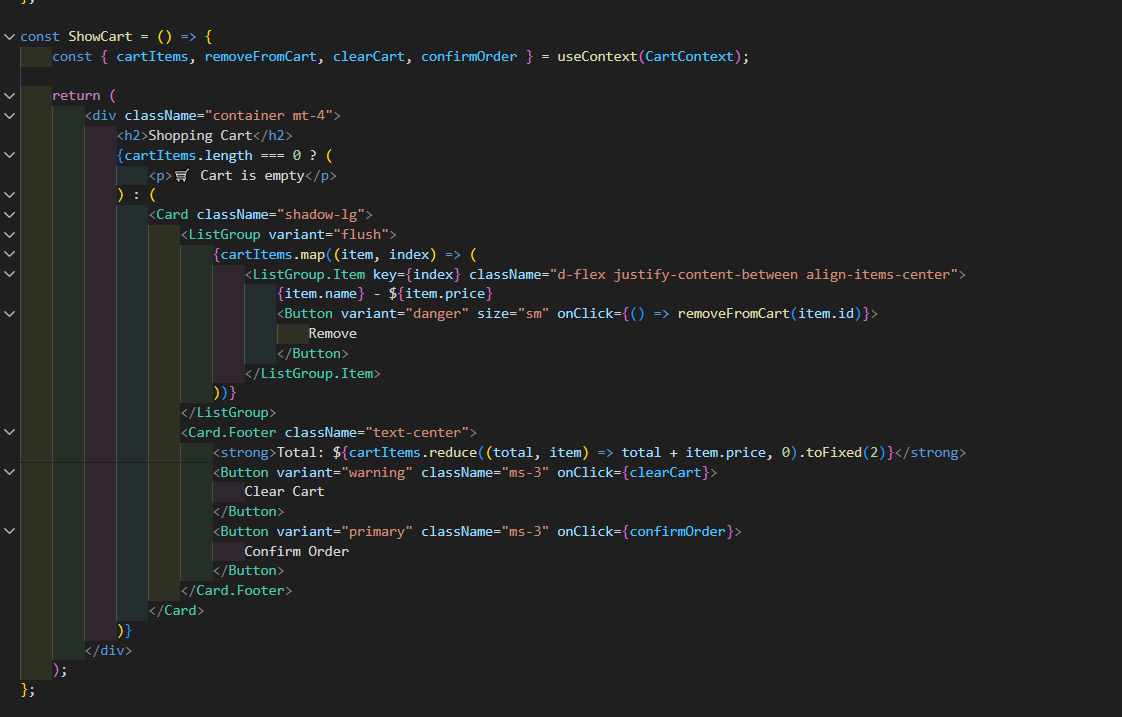 };
const ShowCart = () => {
    const { cartItems, removeFromCart, clearCart, confirmOrder } = useContext(CartContext);
    return (
        <div className="container mt-4">
            <h2>Shopping Cart</h2>
            {cartItems.length === 0 ? (
                <p>🛒 Cart is empty</p>
            ) : (
                <Card className="shadow-lg">
                    <ListGroup variant="flush">
                        {cartItems.map((item, index) => (
                            <ListGroup.Item key={index} className="d-flex justify-content-between align-items-center">
                                {item.name} - ${item.price}
                                <Button variant="danger" size="sm" onClick={() => removeFromCart(item.id)}>
                                    Remove
                                </Button>
                            </ListGroup.Item>
                        ))}
                    </ListGroup>
                    <Card.Footer className="text-center">
                        <strong>Total: ${cartItems.reduce((total, item) => total + item.price, 0).toFixed(2)}</strong>
                        <Button variant="warning" className="ms-3" onClick={clearCart}>
                            Clear Cart
                        </Button>
                        <Button variant="primary" className="ms-3" onClick={confirmOrder}>
                            Confirm Order
                        </Button>
                    </Card.Footer>
                </Card>
            )}
        </div>
    );
};